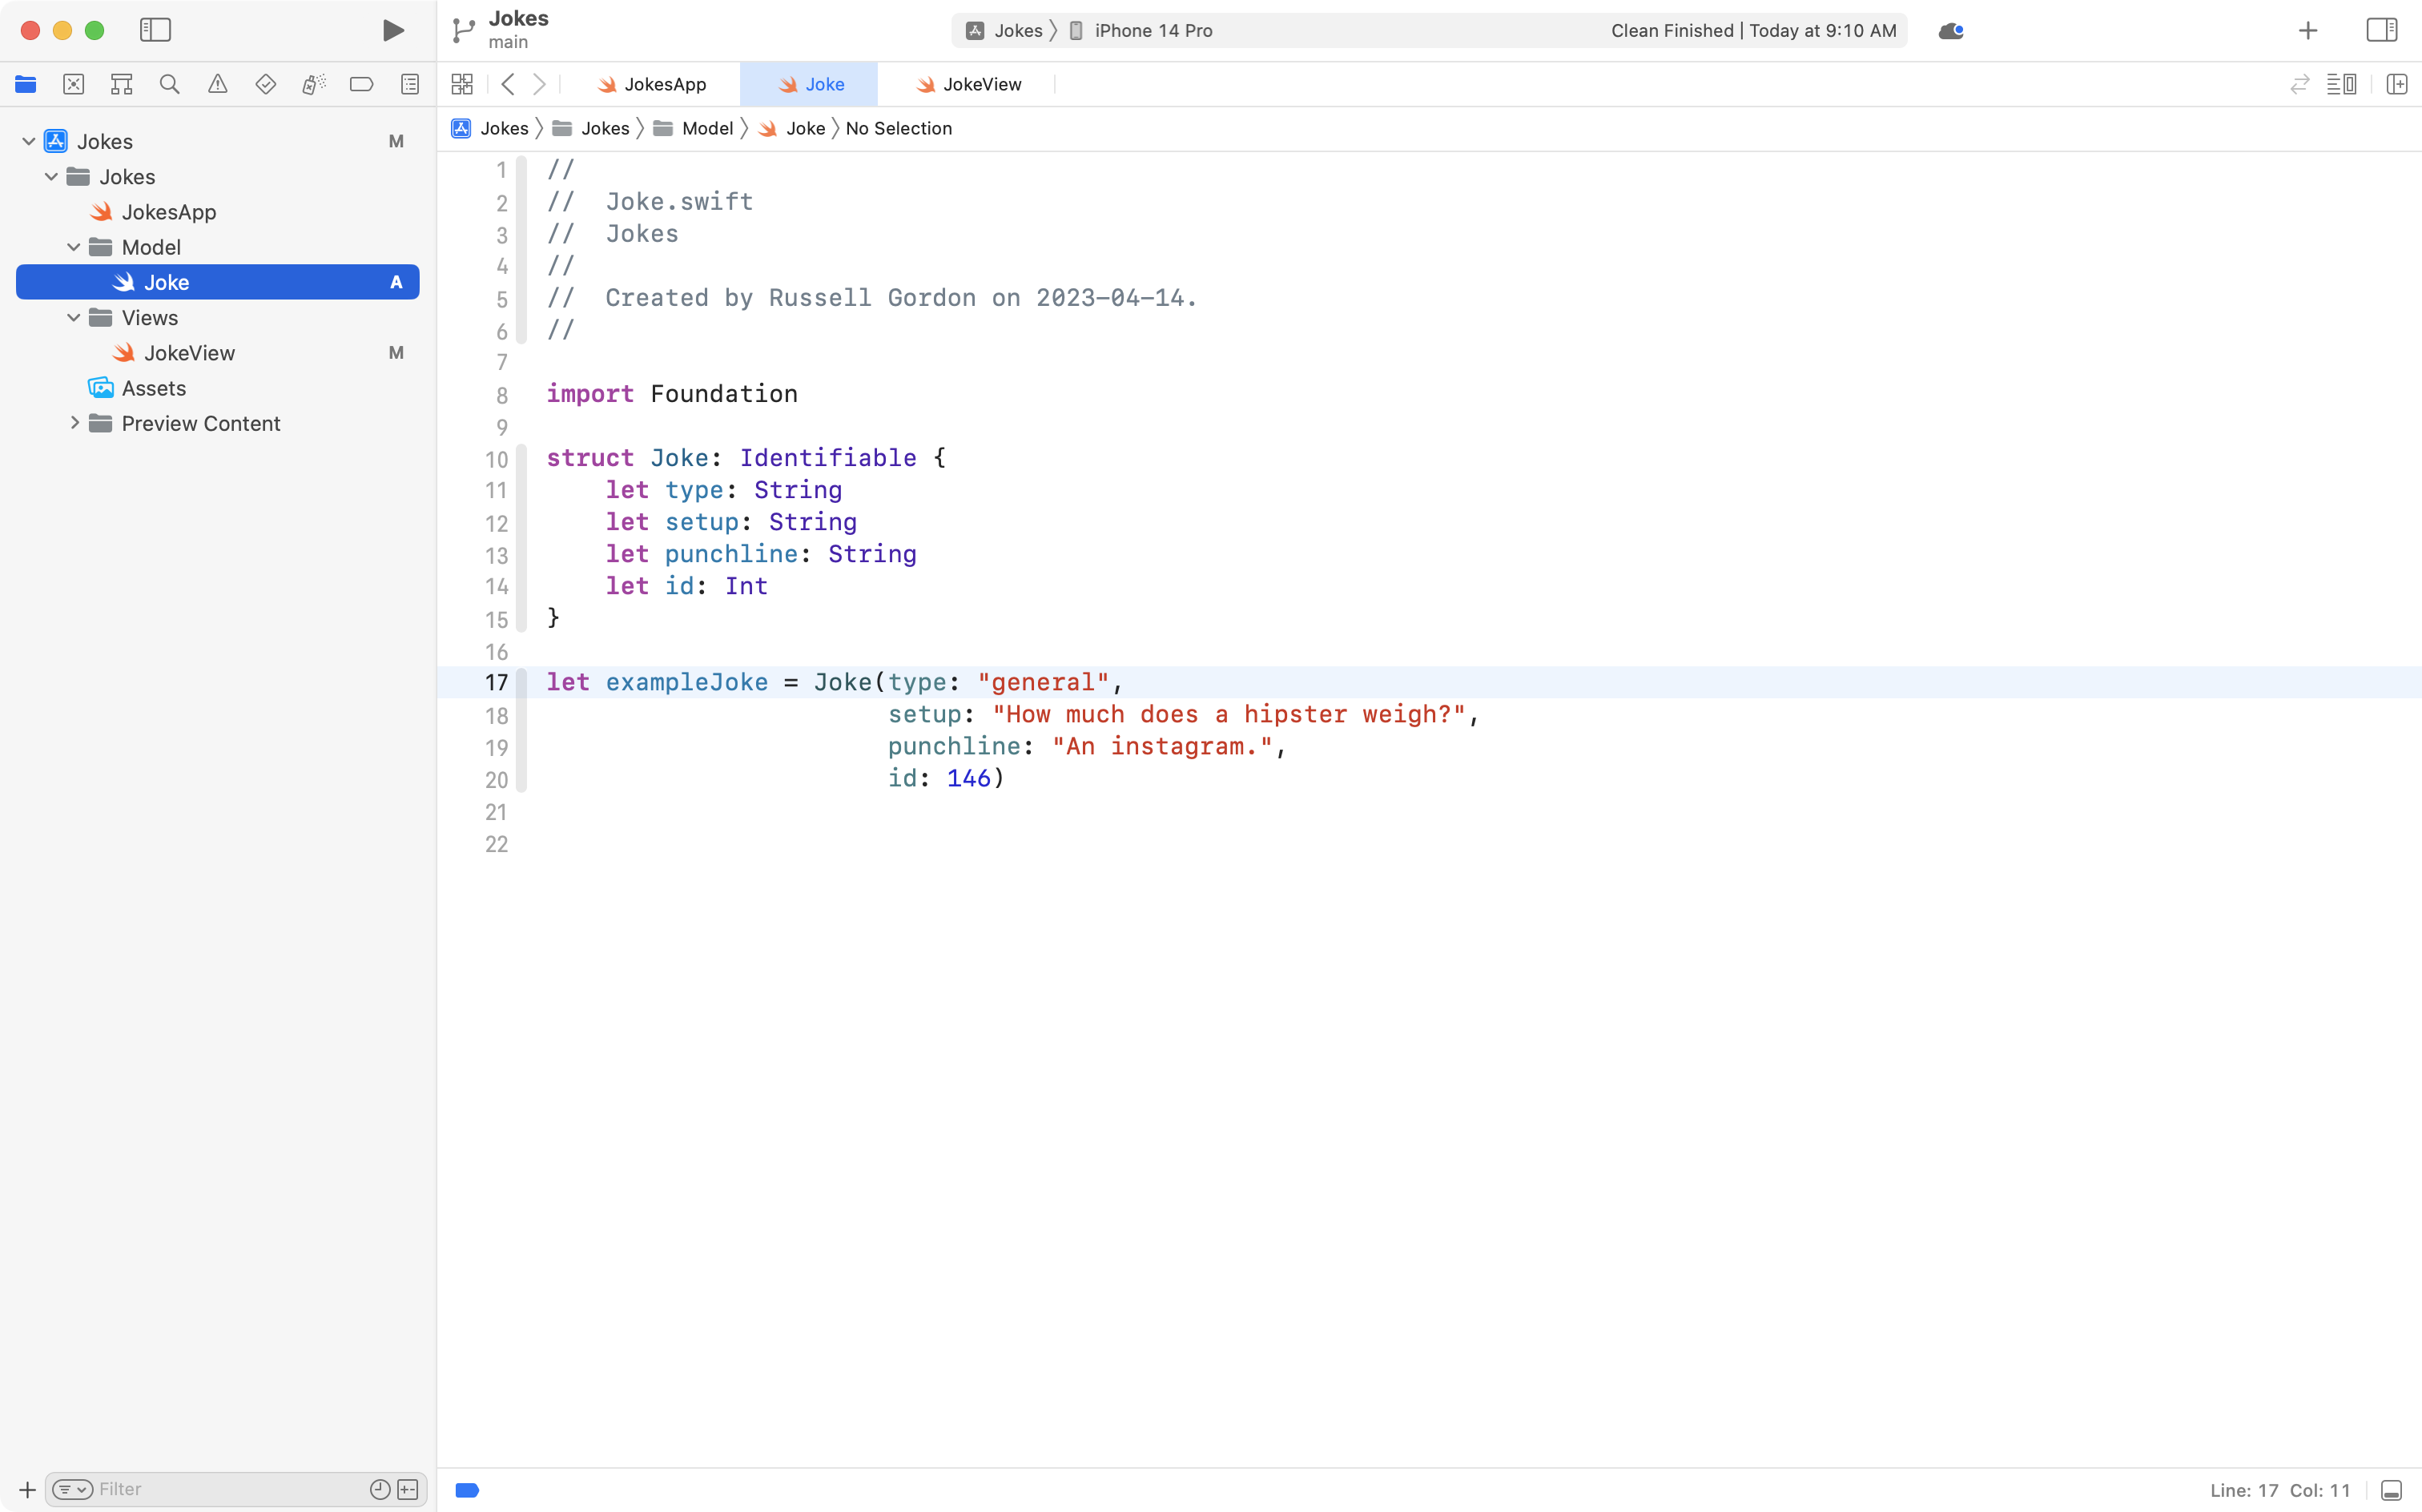 Jokes
main
Jokes
iPhone 14 Pro
Clean Finished | Today at 9:10 AM
JokesApp
Joke
JokeView
Jokes
Jokes
Model
Joke
No Selection
Jokes M
Jokes
JokesApp
Model
Joke A
Views
JokeView M
Assets
Preview Content
1 //
2 //  Joke.swift
3 //  Jokes
4 //
5 //  Created by Russell Gordon on 2023-04-14.
6 //
7
8 import Foundation
9
10 struct Joke: Identifiable {
11     let type: String
12     let setup: String
13     let punchline: String
14     let id: Int
15 }
16
17 let exampleJoke = Joke(type: "general",
18                        setup: "How much does a hipster weigh?",
19                        punchline: "An instagram.",
20                        id: 146)
21
22
Filter
Line: 17  Col: 11